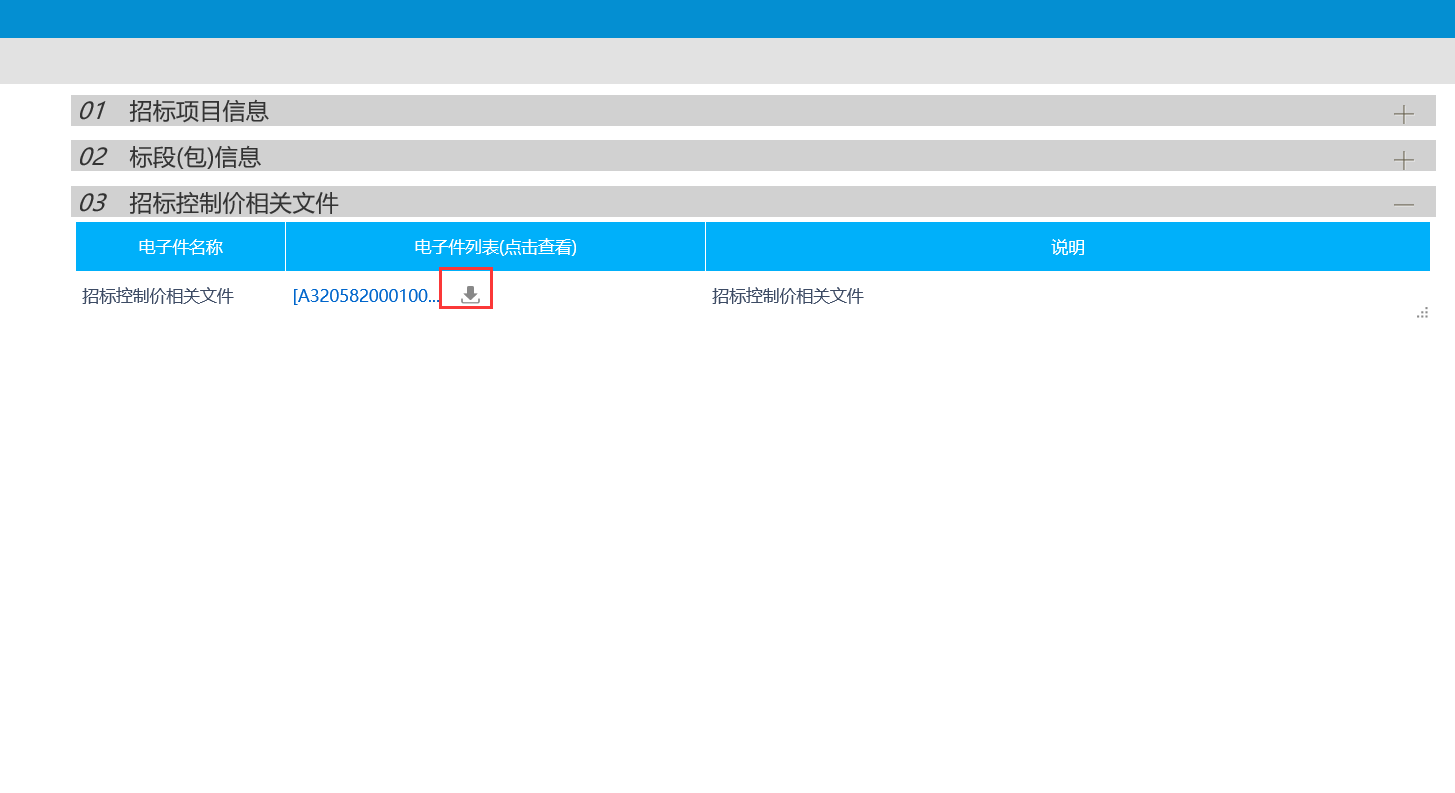 01 招标项目信息
02 标段(包)信息
03 招标控制价相关文件
电子件名称 电子件列表(点击查看) 说明
招标控制价相关文件 [A320582000100... 招标控制价相关文件